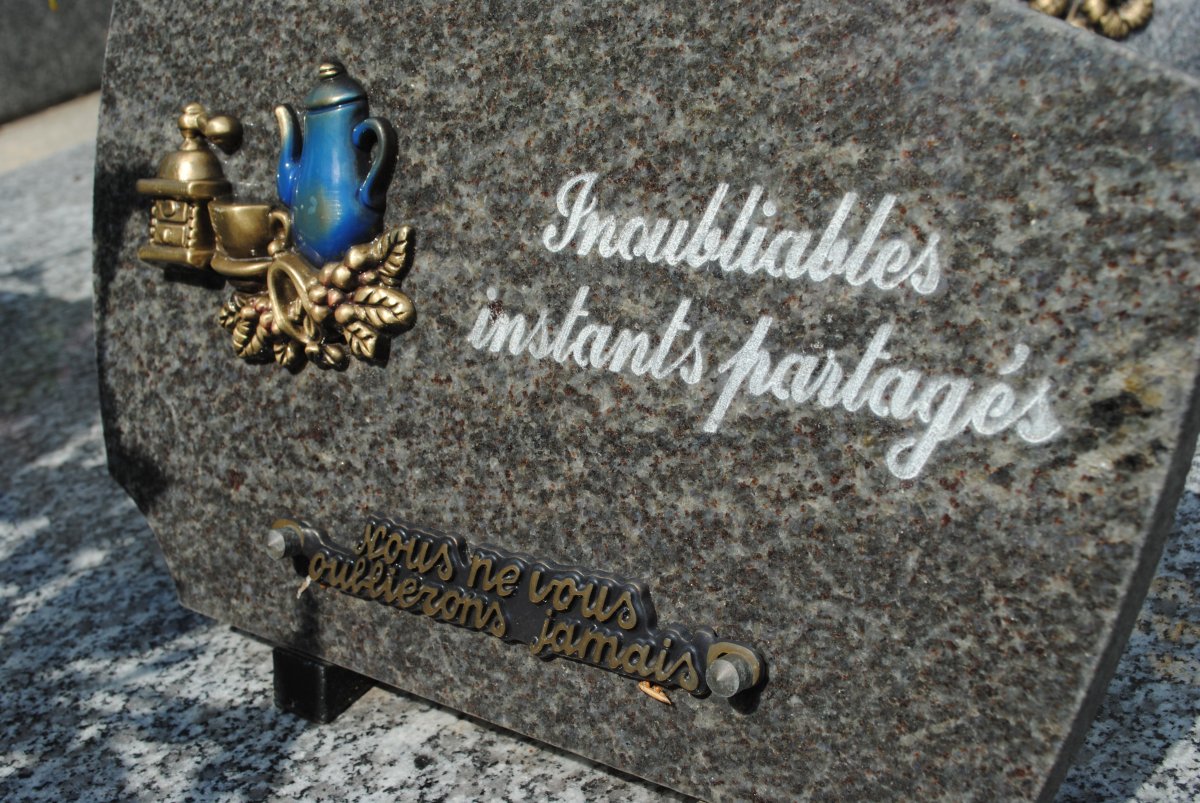 Inoubliables
instants partagés
Nous ne vous
oublierons jamais